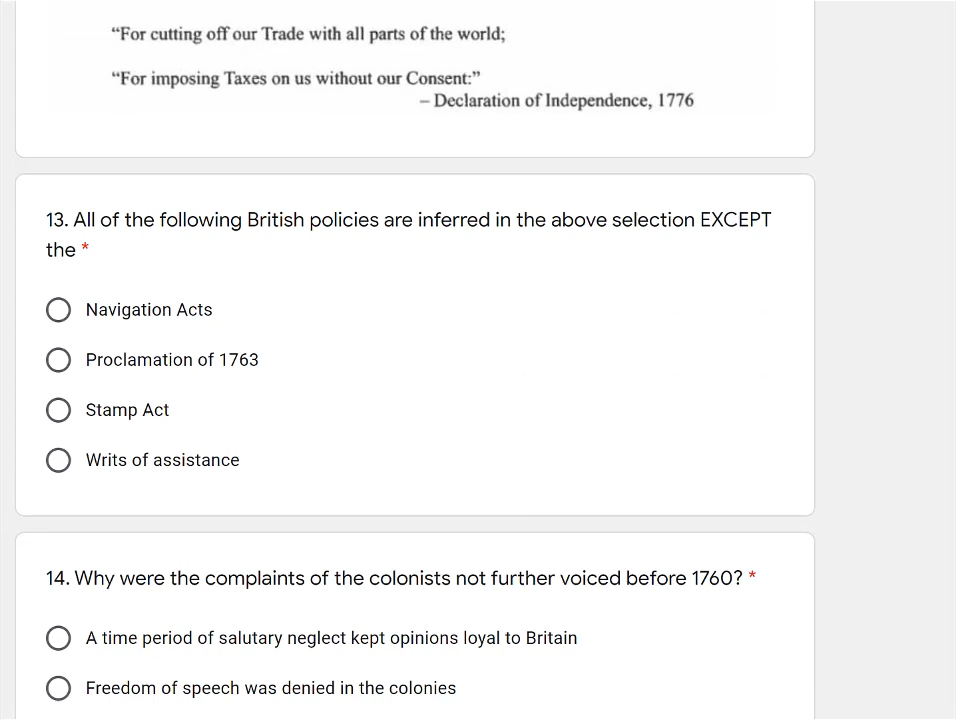 “For cutting off our Trade with all parts of the world;
“For imposing Taxes on us without our Consent:”
– Declaration of Independence, 1776
13. All of the following British policies are inferred in the above selection EXCEPT
the *
Navigation Acts
Proclamation of 1763
Stamp Act
Writs of assistance
14. Why were the complaints of the colonists not further voiced before 1760? *
A time period of salutary neglect kept opinions loyal to Britain
Freedom of speech was denied in the colonies